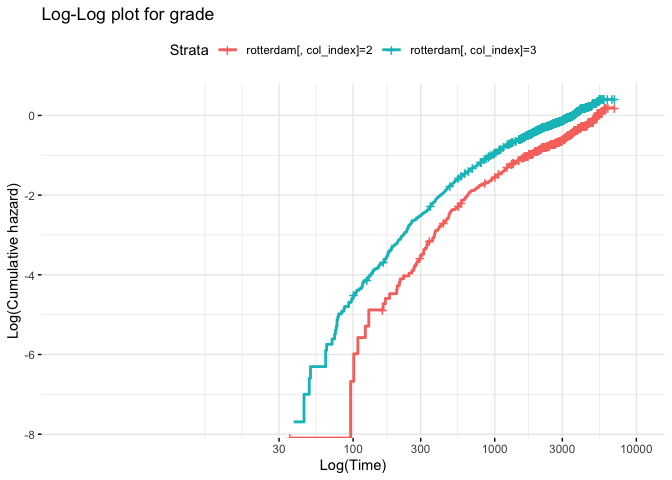 Log-Log plot for grade
Strata rotterdam[, col_index]=2 rotterdam[, col_index]=3
Log(Cumulative hazard)
0
-2
-4
-6
-8
30 100 300 1000 3000 10000
Log(Time)